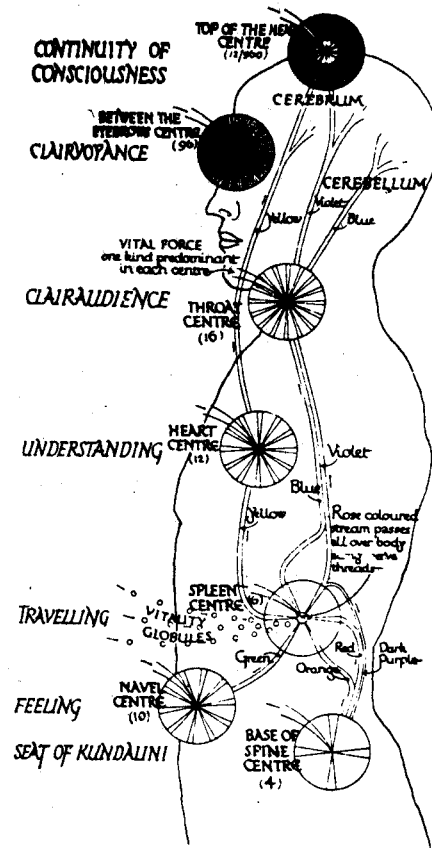 TOP OF THE HEAD
CENTRE
(12/960)
CONTINUITY OF
CONSCIOUSNESS
CEREBRUM
BETWEEN THE
EYEBROWS CENTRE
(96)
CLAIRVOYANCE
CEREBELLUM
Yellow
Violet
Blue
VITAL FORCE
one kind predominant
in each centre
CLAIRAUDIENCE
THROAT
CENTRE
(16)
HEART
CENTRE
(12)
UNDERSTANDING
Violet
Blue
Yellow
Rose coloured
stream passes
all over body
threads
SPLEEN
CENTRE (6)
TRAVELLING
VITALITY
GLOBULES
Green
Red
Orange
Dark
Purple
NAVEL
CENTRE
(10)
FEELING
BASE OF
SPINE
CENTRE
(4)
SEAT OF KUNDALINI